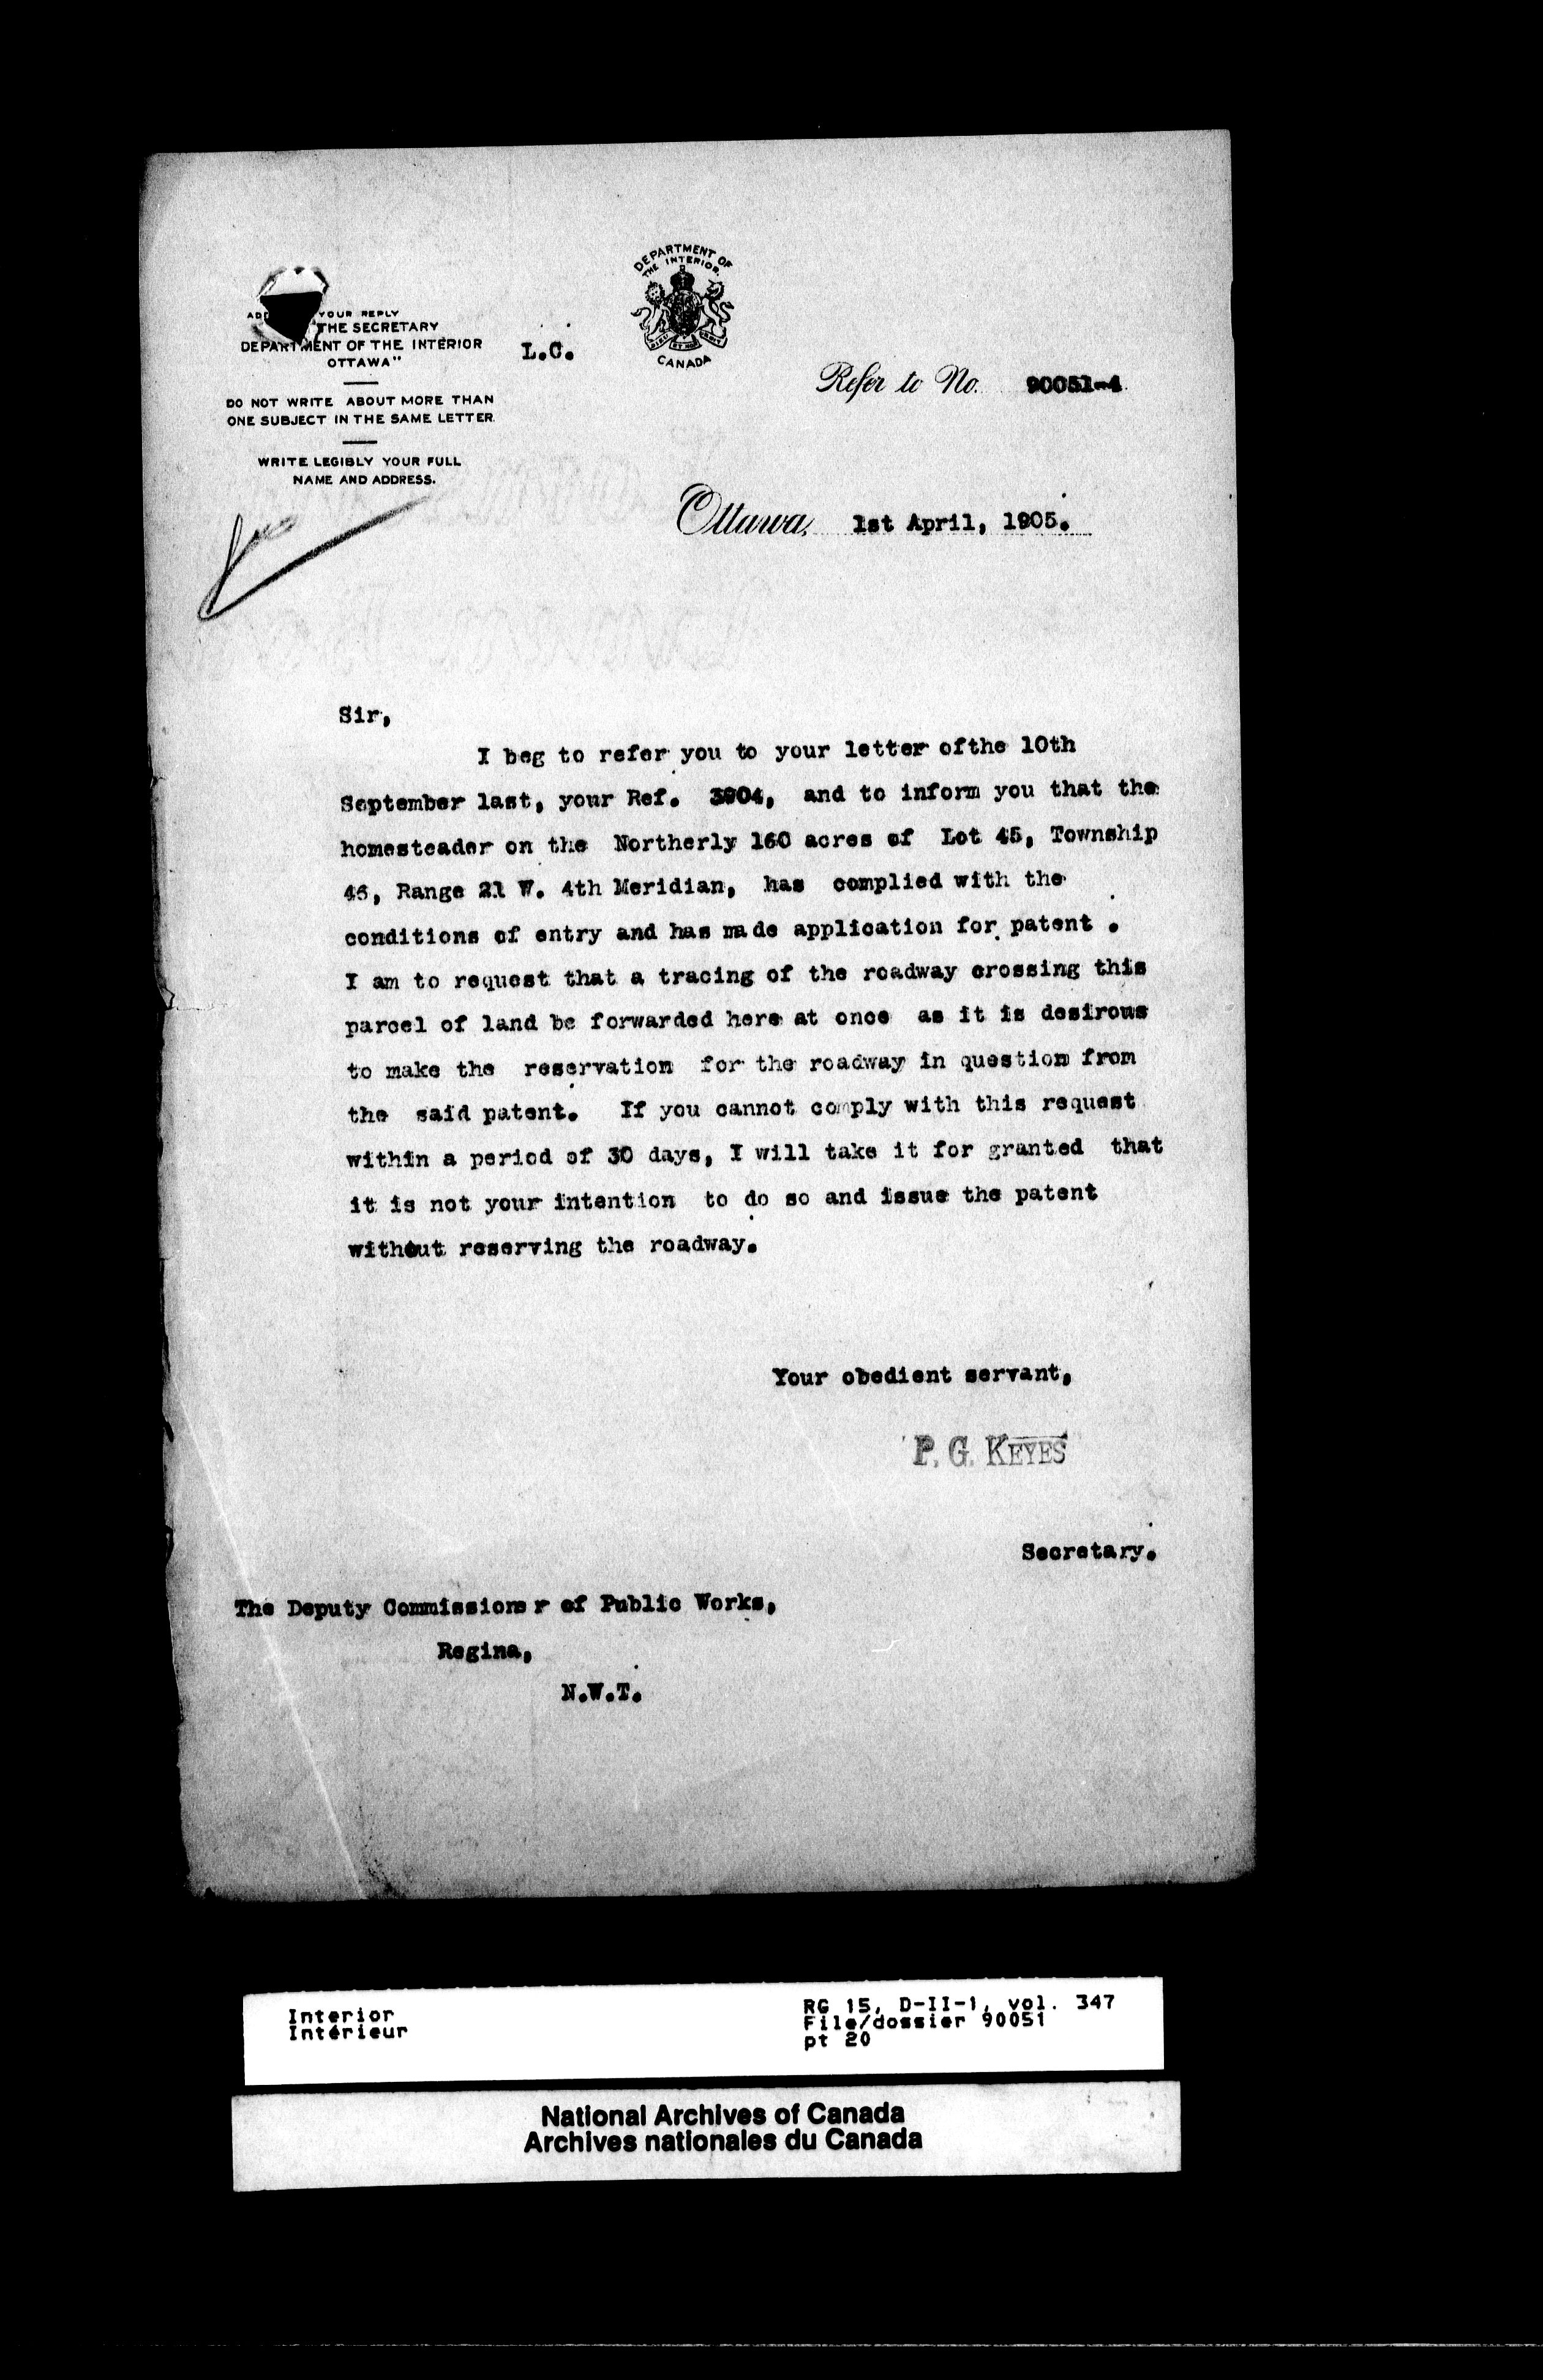 DEPARTMENT OF
THE INTERIOR.
CANADA
YOUR REPLY
"THE SECRETARY
DEPARTMENT OF THE INTERIOR
OTTAWA"
DO NOT WRITE ABOUT MORE THAN
ONE SUBJECT IN THE SAME LETTER.
WRITE LEGIBLY YOUR FULL
NAME AND ADDRESS.
L.C.
Refer to No. 90051-4
Ottawa, 1st April, 1905.
Sir,
I beg to refer you to your letter ofthe 10th
September last, your Ref. 3904, and to inform you that the
homesteader on the Northerly 160 acres of Lot 45, Township
46, Range 21 W. 4th Meridian, has complied with the
conditions of entry and has made application for patent .
I am to request that a tracing of the roadway crossing this
parcel of land be forwarded here at once as it is desirous
to make the reservation for the roadway in question from
the said patent. If you cannot comply with this request
within a period of 30 days, I will take it for granted that
it is not your intention to do so and issue the patent
without reserving the roadway.
Your obedient servant,
P. G. KEYES
Secretary.
The Deputy Commissioner of Public Works,
Regina,
N.W.T.
Interior
Intérieur
RG 15, D-II-1, vol. 347
File/dossier 90051
pt 20
National Archives of Canada
Archives nationales du Canada